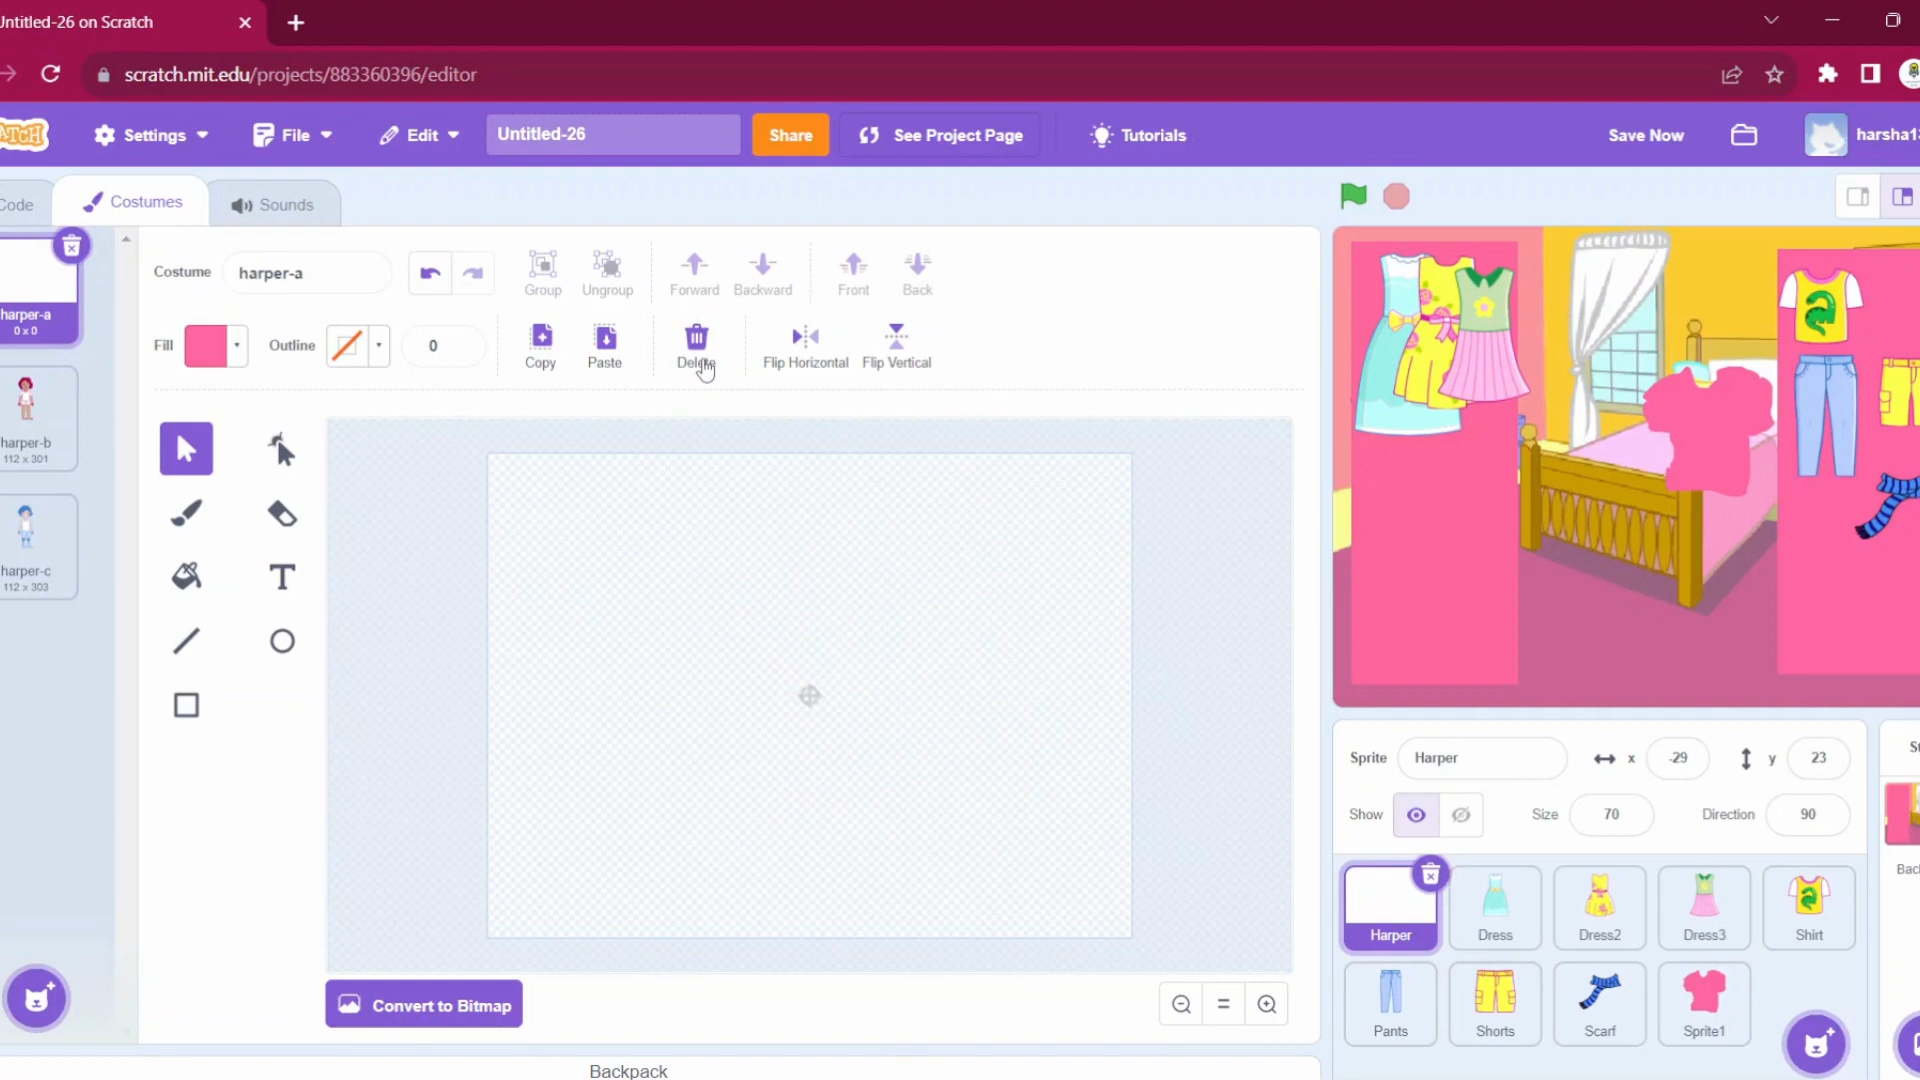 Untitled-26 on Scratch
scratch.mit.edu/projects/883360396/editor
Settings File Edit Untitled-26 Share See Project Page Tutorials Save Now
Code Costumes Sounds
harper-a
0 x 0
harper-b
112 x 301
harper-c
112 x 303
Costume harper-a Group Ungroup Forward Backward Front Back
Fill Outline 0 Copy Paste Delete Flip Horizontal Flip Vertical
T
Convert to Bitmap
Backpack
Sprite Harper x -29 y 23
Show Size 70 Direction 90
Harper Dress Dress2 Dress3 Shirt
Pants Shorts Scarf Sprite1